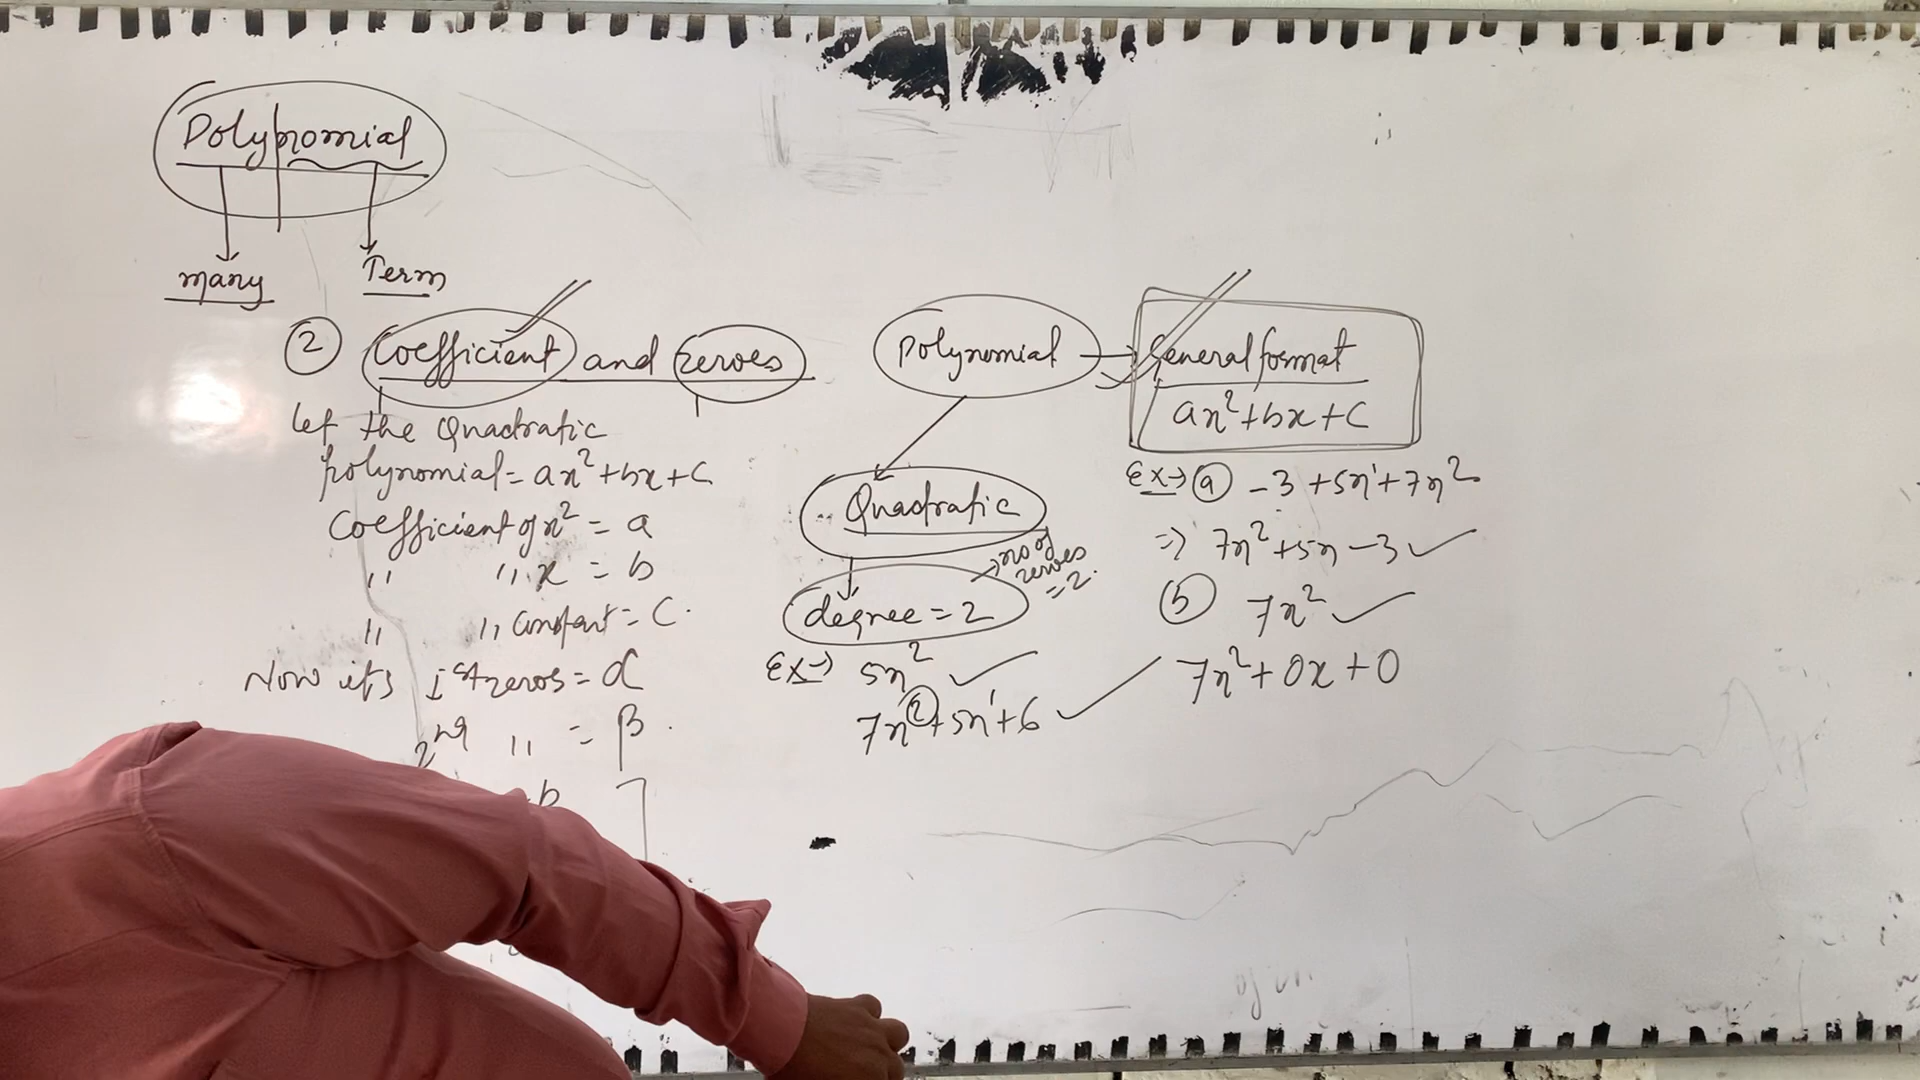 Polynomial
many Term
② Coefficient and zeroes
let the Quadratic
polynomial = ax²+bx+c
Coefficient of x² = a
" " x = b
" " constant = c.
Now it's 1st zeros = α
2nd " = β.
b
Polynomial → General format
ax²+bx+c
Quadratic
degree = 2
→ no of
zeroes
= 2.
Ex→ 5x²
7x²+5x¹+6
Ex→ ⓐ -3+5x¹+7x²
⇒ 7x²+5x-3
ⓑ 7x²
7x²+0x+0